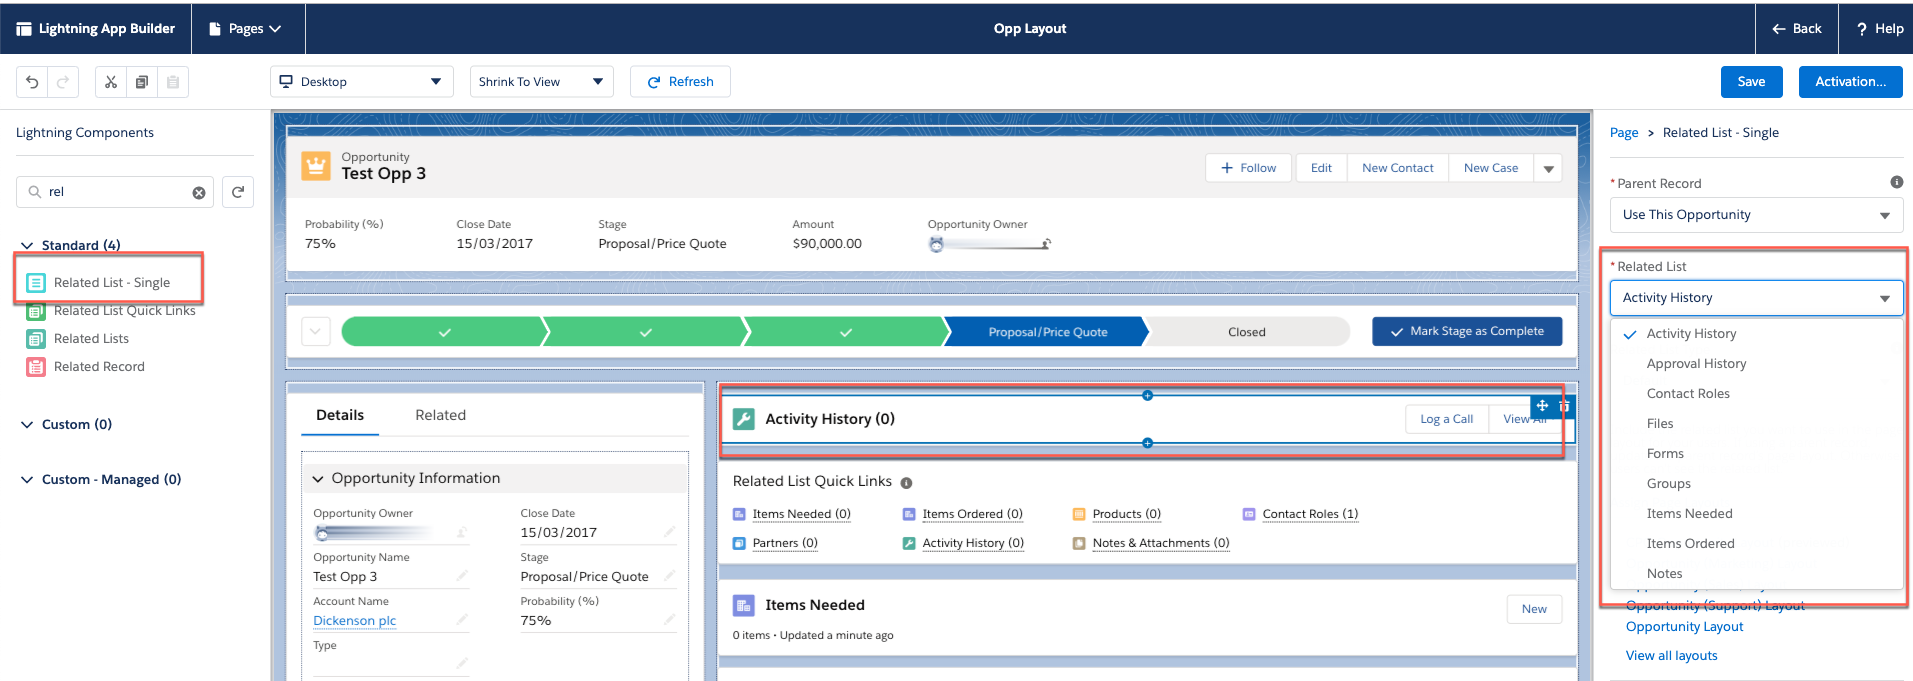 Lightning App Builder
Pages
Opp Layout
Back
? Help
Desktop
Shrink To View
Refresh
Save
Activation...
Lightning Components
rel
Standard (4)
Related List - Single
Related List Quick Links
Related Lists
Related Record
Custom (0)
Custom - Managed (0)
Opportunity
Test Opp 3
+ Follow
Edit
New Contact
New Case
Probability (%)
Close Date
Stage
Amount
Opportunity Owner
75%
15/03/2017
Proposal/Price Quote
$90,000.00
Proposal/Price Quote
Closed
Mark Stage as Complete
Details
Related
Opportunity Information
Opportunity Owner
Close Date
15/03/2017
Opportunity Name
Stage
Test Opp 3
Proposal/Price Quote
Account Name
Probability (%)
Dickenson plc
75%
Type
Activity History (0)
Log a Call
View All
Related List Quick Links
Items Needed (0)
Items Ordered (0)
Products (0)
Contact Roles (1)
Partners (0)
Activity History (0)
Notes & Attachments (0)
Items Needed
New
0 items • Updated a minute ago
Page > Related List - Single
* Parent Record
Use This Opportunity
* Related List
Activity History
Activity History
Approval History
Contact Roles
Files
Forms
Groups
Items Needed
Items Ordered
Notes
Opportunity (Support) Layout
Opportunity Layout
View all layouts